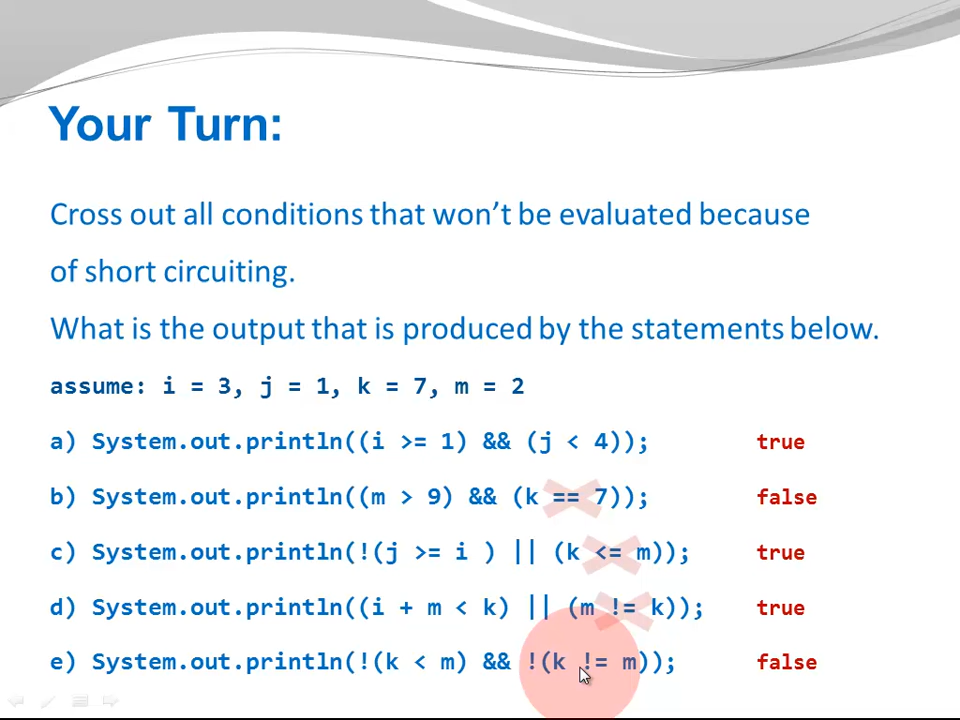 Your Turn:
Cross out all conditions that won’t be evaluated because
of short circuiting.
What is the output that is produced by the statements below.
assume: i = 3, j = 1, k = 7, m = 2
a) System.out.println((i >= 1) && (j < 4)); true
b) System.out.println((m > 9) && (k == 7)); false
c) System.out.println(!(j >= i ) || (k <= m)); true
d) System.out.println((i + m < k) || (m != k)); true
e) System.out.println(!(k < m) && !(k != m)); false